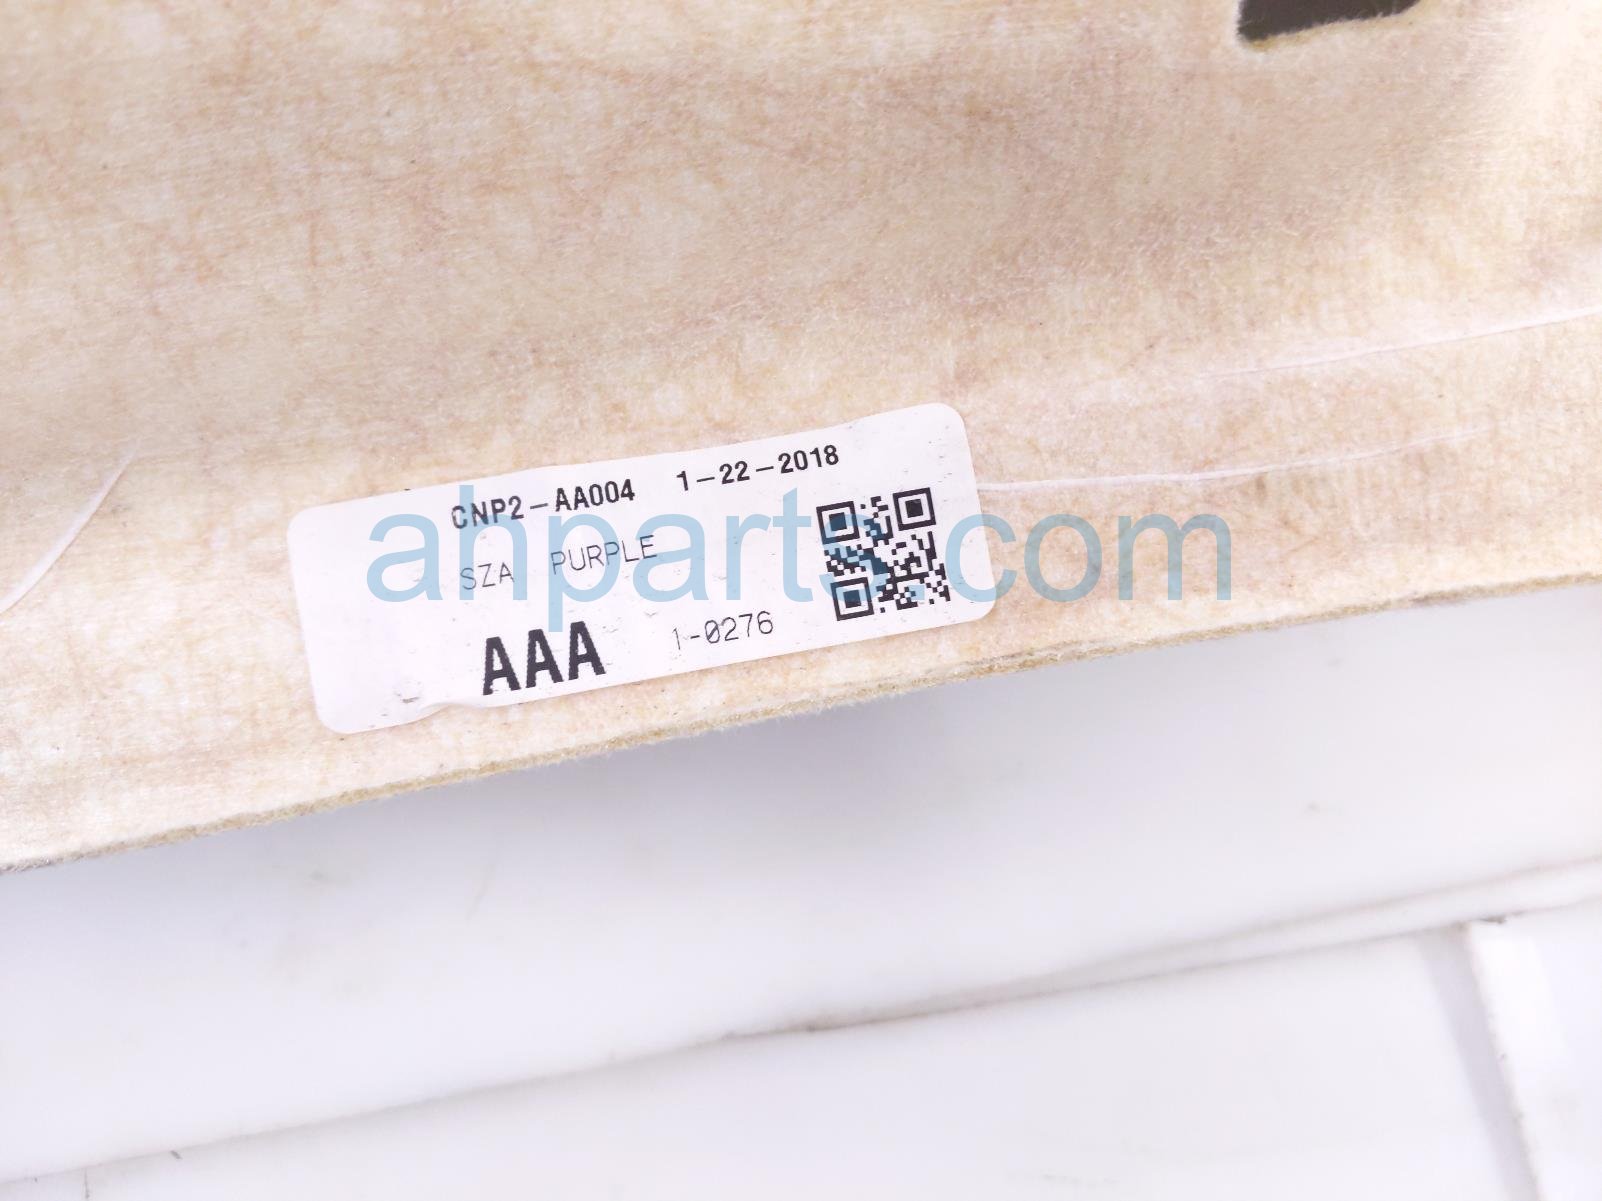 CNP2-AA004 1-22-2018
SZA PURPLE
AAA 1-0276
ahparts.com